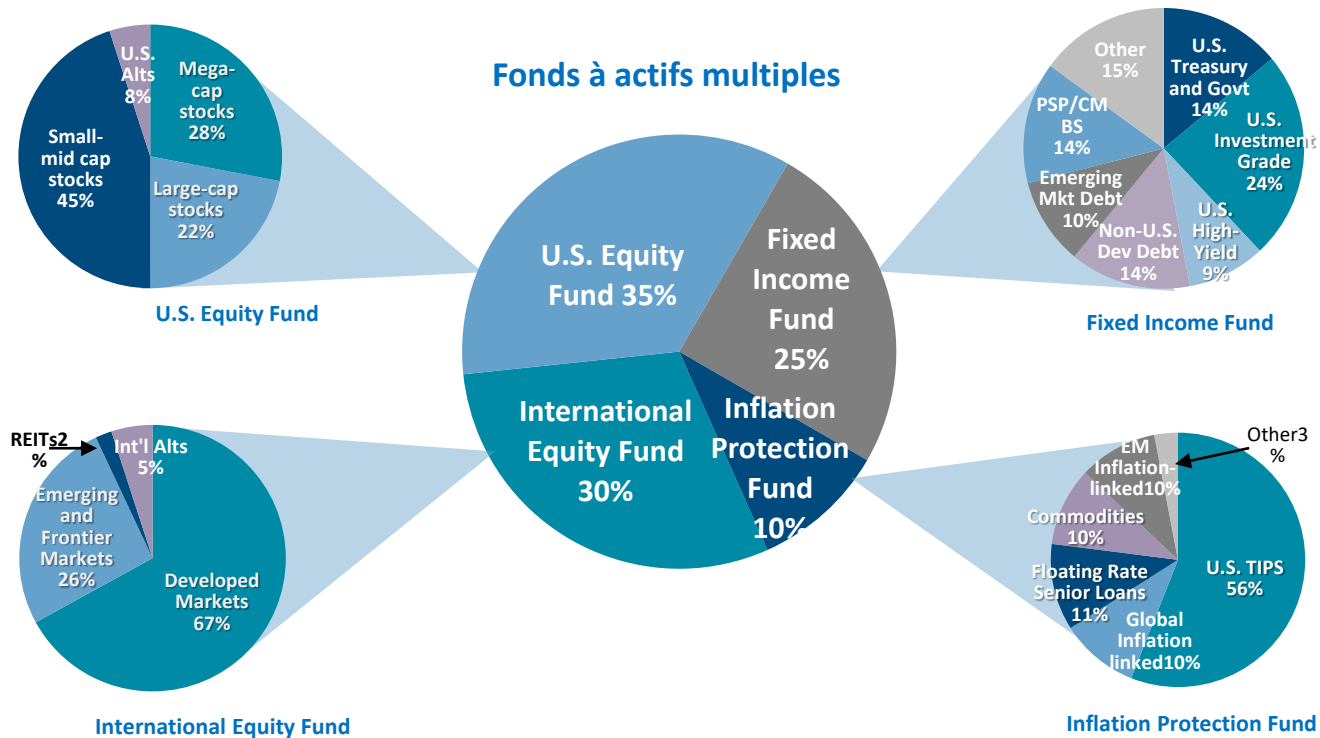 Fonds à actifs multiples
U.S.
Alts
8%
Mega-
cap
stocks
28%
Small-
mid cap
stocks
45%
Large-cap
stocks
22%
U.S. Equity Fund
Other
15%
U.S.
Treasury
and Govt
14%
PSP/CM
BS
14%
U.S.
Investment
Grade
24%
Emerging
Mkt Debt
10%
Non-U.S.
Dev Debt
14%
U.S.
High-
Yield
9%
Fixed Income Fund
U.S. Equity
Fund 35%
Fixed
Income
Fund
25%
International
Equity Fund
30%
Inflation
Protection
Fund
10%
REITs2
%
Int'l Alts
5%
Emerging
and
Frontier
Markets
26%
Developed
Markets
67%
International Equity Fund
EM
Inflation-
linked10%
Other3
%
Commodities
10%
U.S. TIPS
56%
Floating Rate
Senior Loans
11%
Global
Inflation
linked10%
Inflation Protection Fund